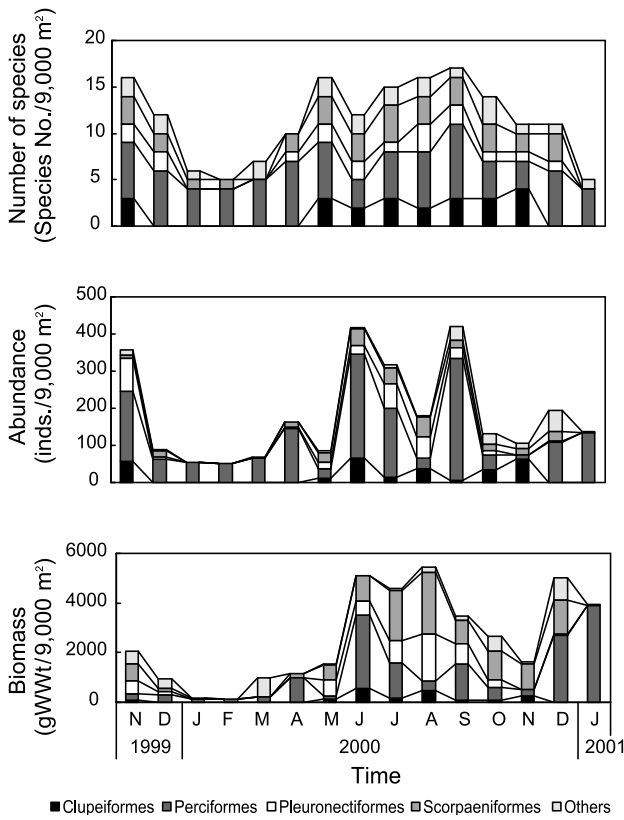 Number of species
(Species No./9,000 m²)
20
15
10
5
0
Abundance
(inds./9,000 m²)
500
400
300
200
100
0
Biomass
(gWWt/9,000 m²)
6000
4000
2000
0
N D J F M A M J J A S O N D J
1999 2000 2001
Time
Clupeiformes Perciformes Pleuronectiformes Scorpaeniformes Others